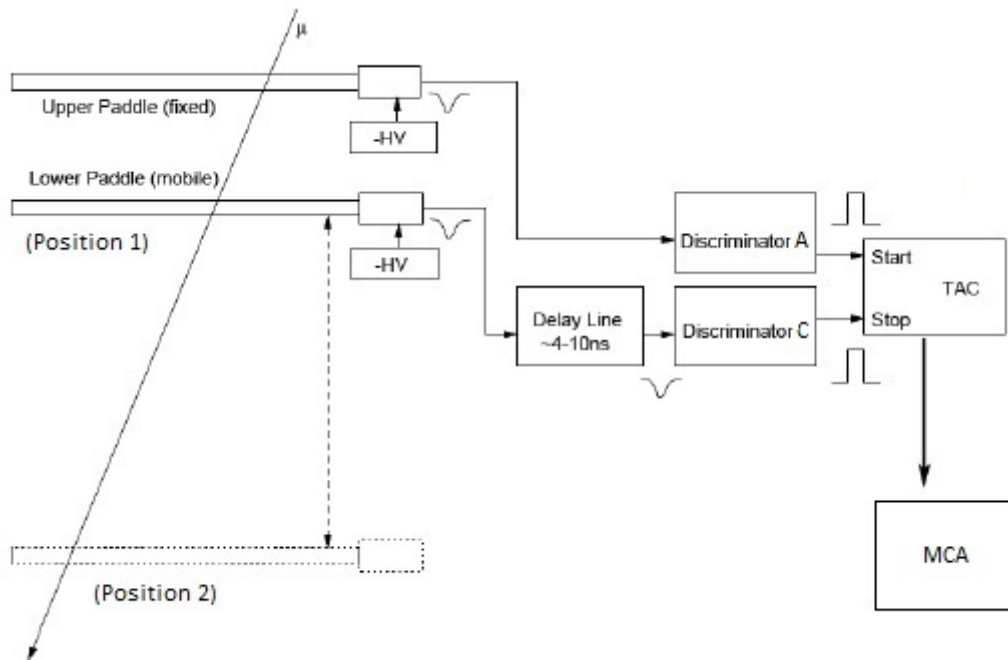 μ
Upper Paddle (fixed)
-HV
Lower Paddle (mobile)
(Position 1)
-HV
Discriminator A
Start
TAC
Delay Line
~4-10ns
Discriminator C
Stop
MCA
(Position 2)